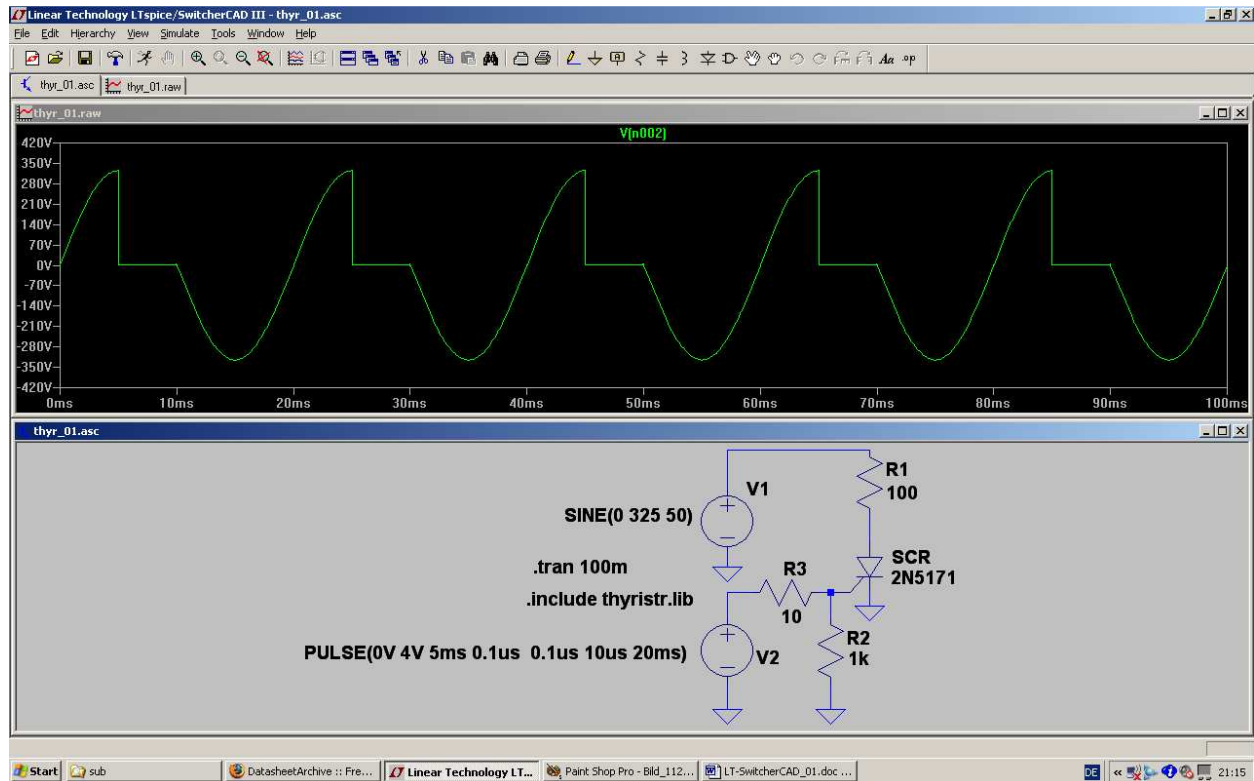 Linear Technology LTspice/SwitcherCAD III - thyr_01.asc
File Edit Hierarchy View Simulate Tools Window Help
Aa .op
thyr_01.asc thyr_01.raw
thyr_01.raw
V(n002)
420V
350V
280V
210V
140V
70V
0V
-70V
-140V
-210V
-280V
-350V
-420V
0ms 10ms 20ms 30ms 40ms 50ms 60ms 70ms 80ms 90ms 100ms
thyr_01.asc
R1
100
V1
SINE(0 325 50)
SCR
2N5171
.tran 100m
R3
10
.include thyristr.lib
PULSE(0V 4V 5ms 0.1us 0.1us 10us 20ms)
V2
R2
1k
Start sub DatasheetArchive :: Fre... Linear Technology LT... Paint Shop Pro - Bild_112... LT-SwitcherCAD_01.doc ... DE « 21:15